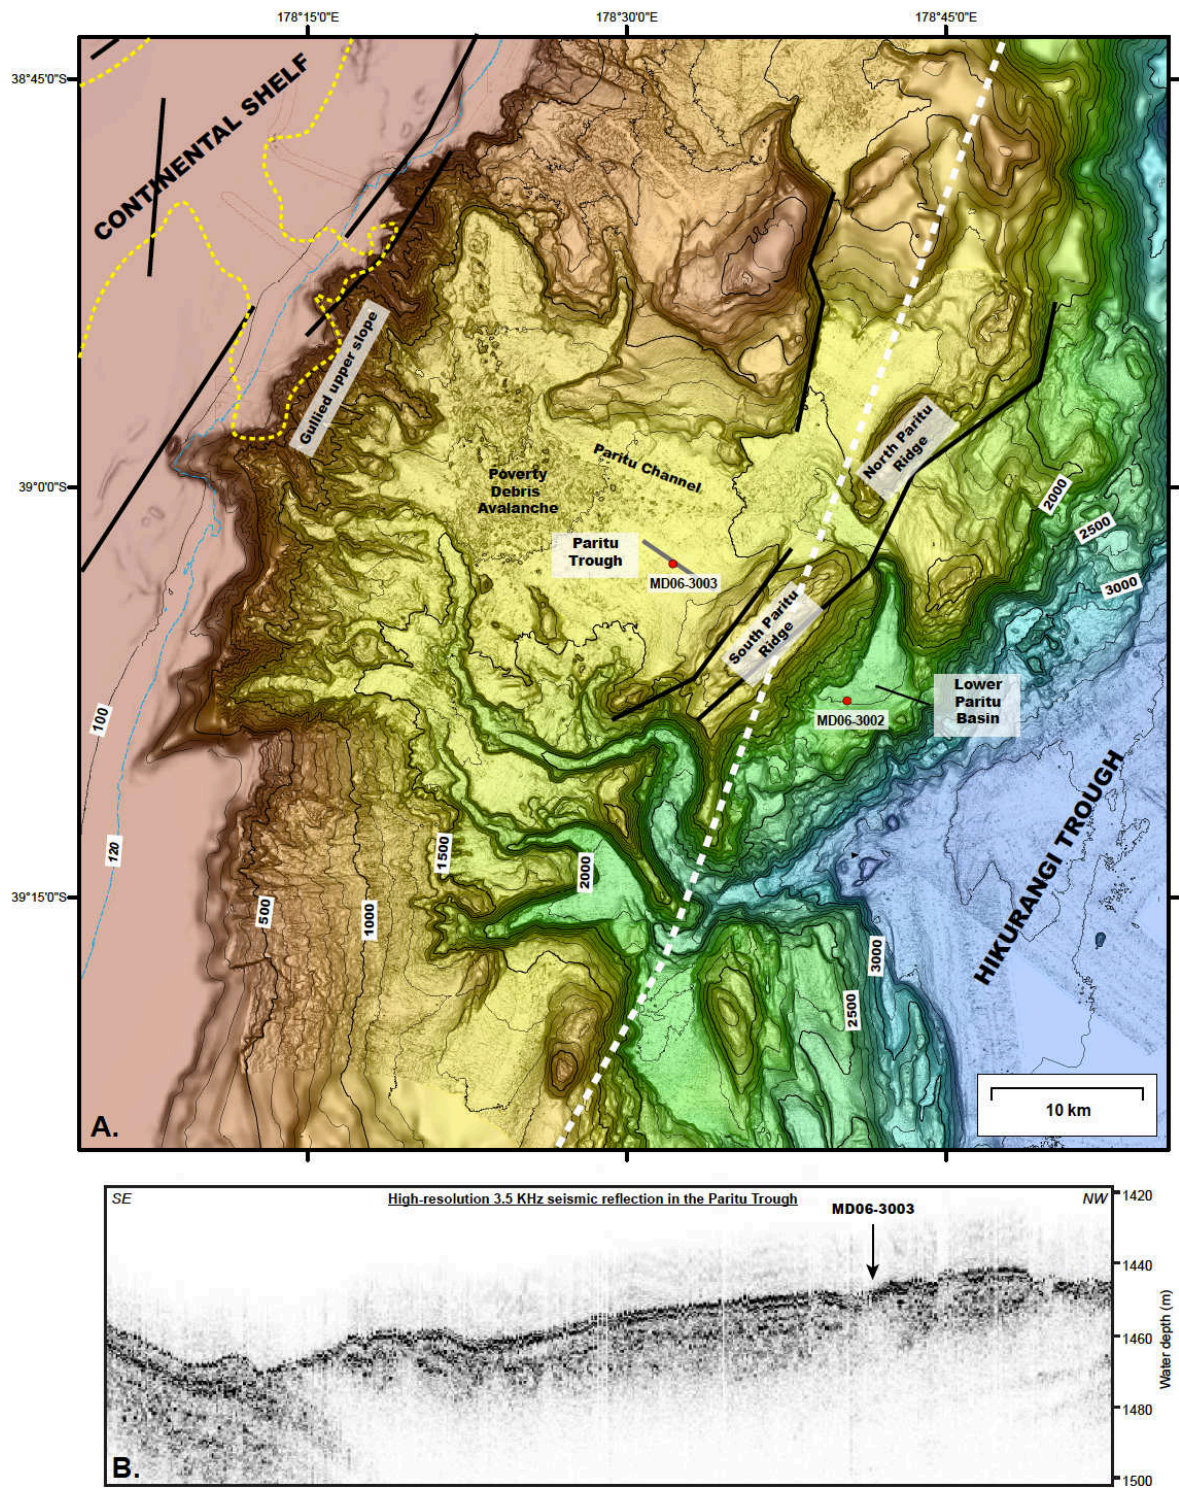 178°15'0"E
178°30'0"E
178°45'0"E
38°45'0"S
CONTINENTAL SHELF
Gullied upper slope
North Paritu
Ridge
Paritu Channel
Poverty
Debris
Avalanche
39°0'0"S
2000
2500
3000
Paritu
Trough
MD06-3003
South Paritu
Ridge
Lower
Paritu
Basin
MD06-3002
100
120
1500
2000
HIKURANGI TROUGH
39°15'0"S
500
1000
3000
2500
10 km
A.
SE
High-resolution 3.5 KHz seismic reflection in the Paritu Trough
NW
MD06-3003
1420
1440
1460
1480
1500
Water depth (m)
B.